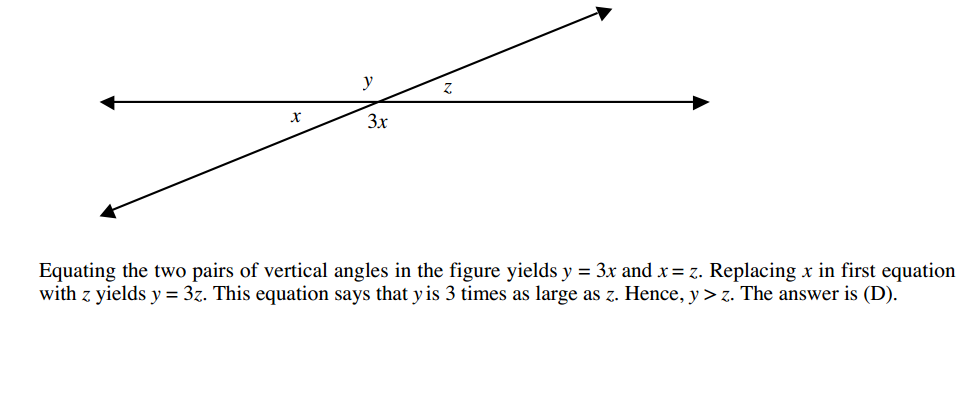 y
z
x
3x
Equating the two pairs of vertical angles in the figure yields y = 3x and x = z. Replacing x in first equation
with z yields y = 3z. This equation says that y is 3 times as large as z. Hence, y > z. The answer is (D).